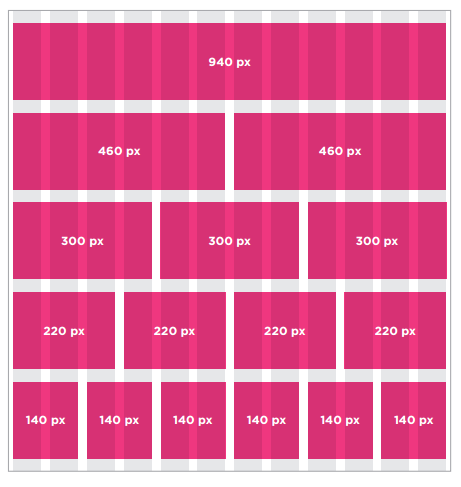 940 px
460 px 460 px
300 px 300 px 300 px
220 px 220 px 220 px 220 px
140 px 140 px 140 px 140 px 140 px 140 px